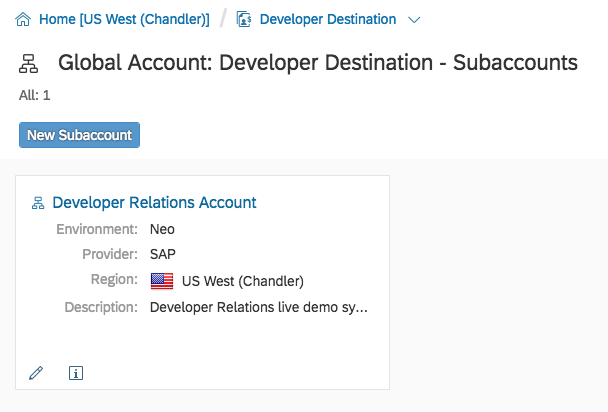 Home [US West (Chandler)] / Developer Destination
Global Account: Developer Destination - Subaccounts
All: 1
New Subaccount
Developer Relations Account
Environment: Neo
Provider: SAP
Region: US West (Chandler)
Description: Developer Relations live demo sy...